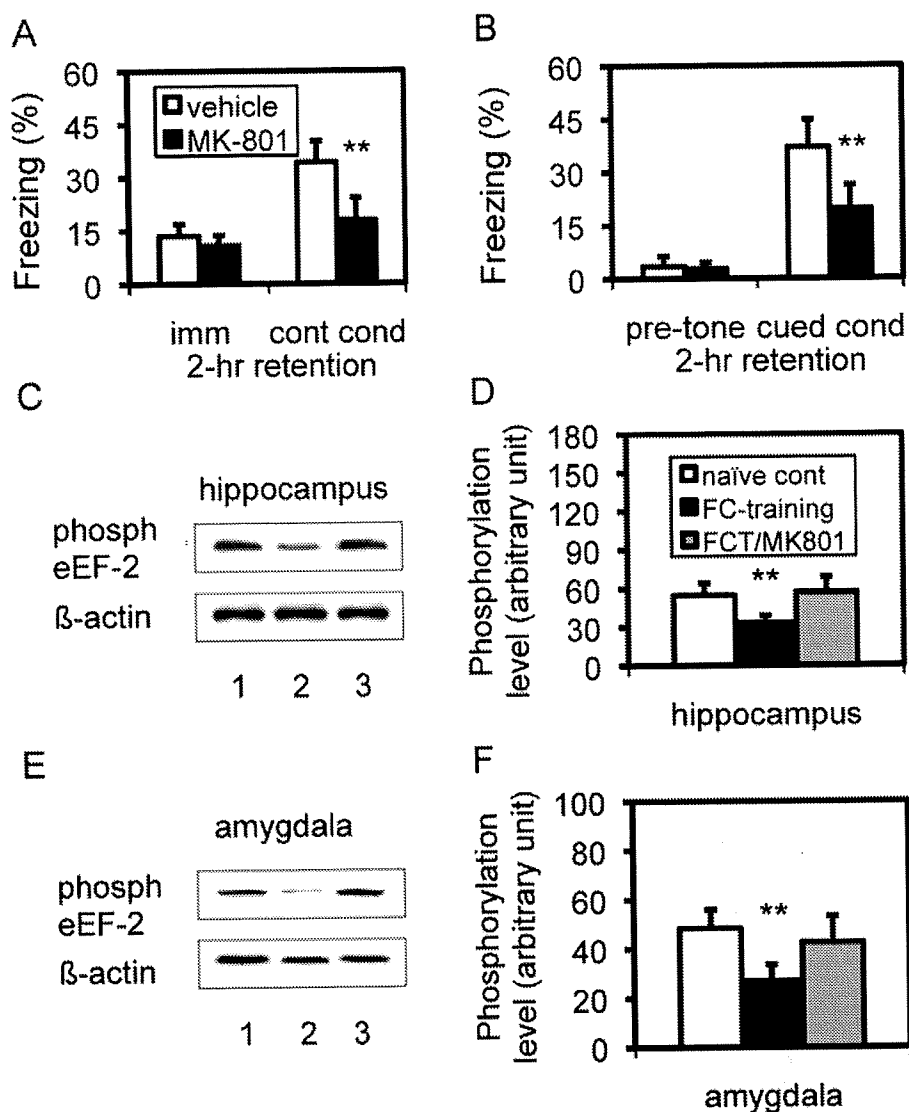 A
Freezing (%)
60
45
30
15
0
vehicle
MK-801
**
imm cont cond
2-hr retention
B
Freezing (%)
60
45
30
15
0
**
pre-tone cued cond
2-hr retention
C
hippocampus
phosph
eEF-2
ß-actin
1 2 3
D
Phosphorylation
level (arbitrary unit)
180
150
120
90
60
30
0
naïve cont
FC-training
FCT/MK801
**
hippocampus
E
amygdala
phosph
eEF-2
ß-actin
1 2 3
F
Phosphorylation
level (arbitrary unit)
100
80
60
40
20
0
**
amygdala